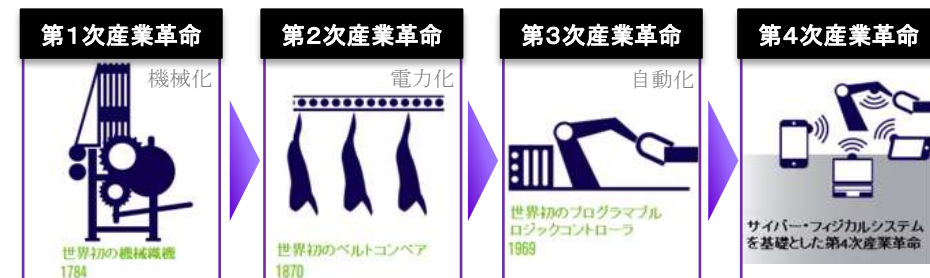 第1次産業革命
機械化
世界初の機械織機
1784
第2次産業革命
電力化
世界初のベルトコンベア
1870
第3次産業革命
自動化
世界初のプログラマブル
ロジックコントローラ
1969
第4次産業革命
サイバー・フィジカルシステム
を基礎とした第4次産業革命